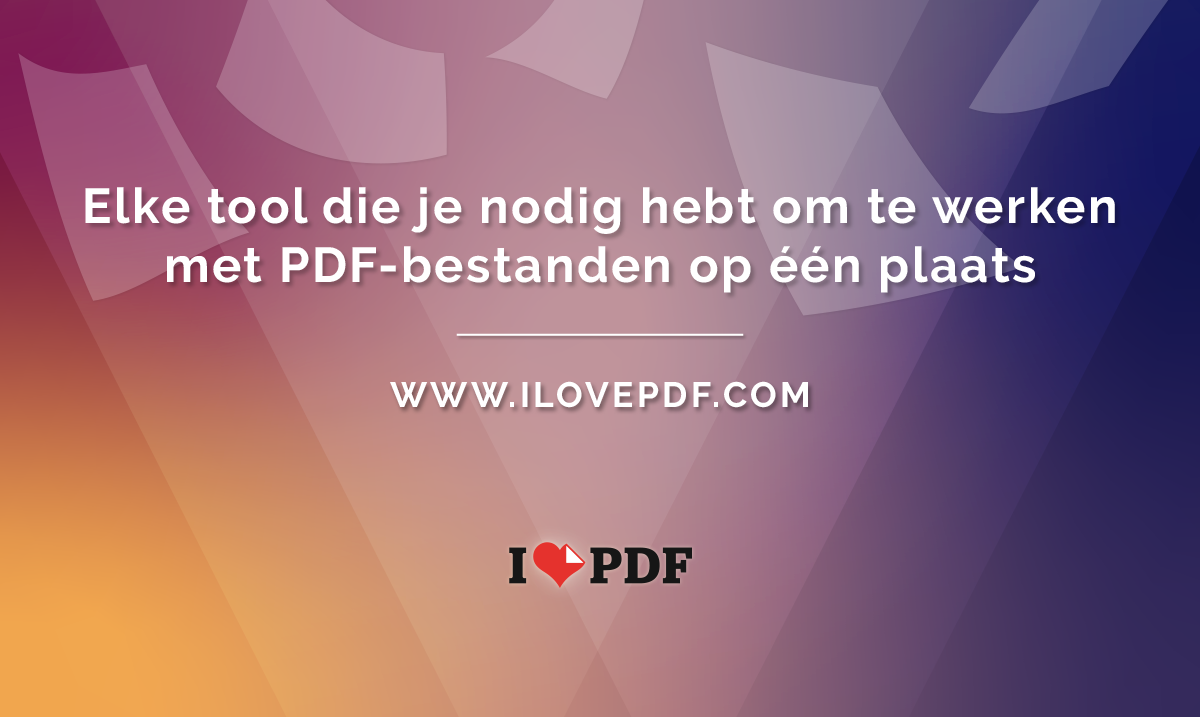 Elke tool die je nodig hebt om te werken
met PDF-bestanden op één plaats
WWW.ILOVEPDF.COM
I PDF